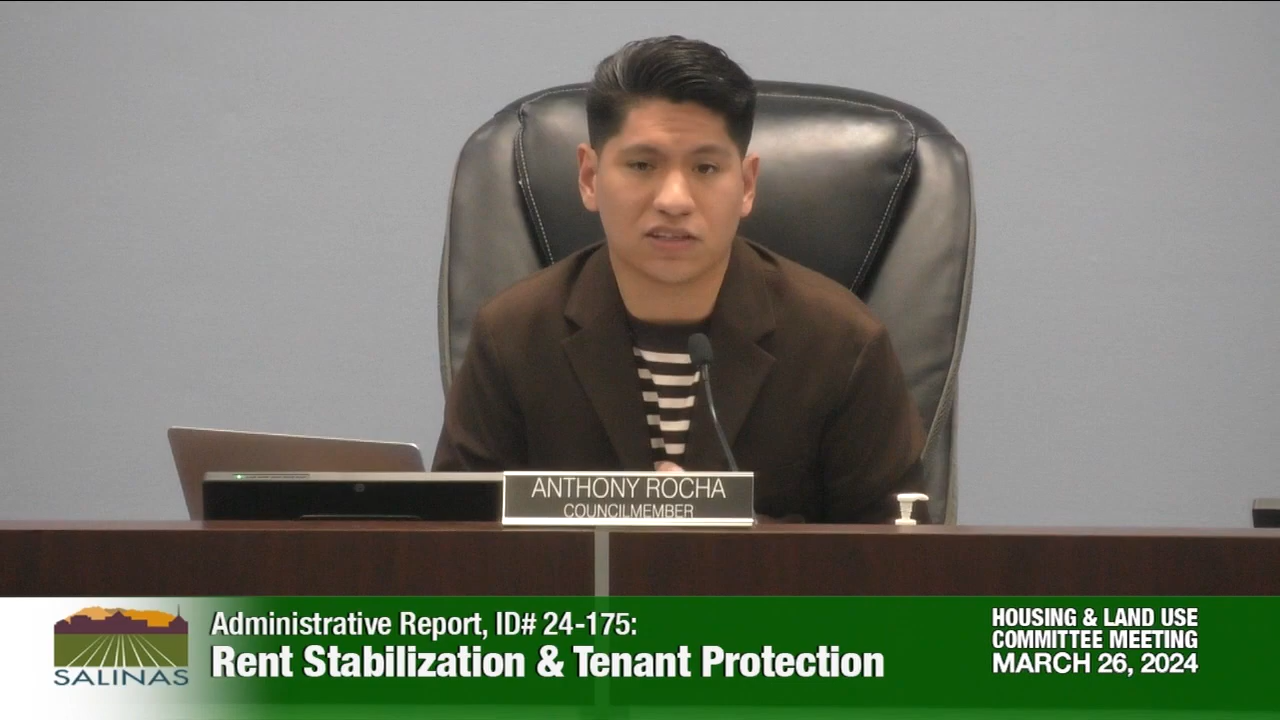 ANTHONY ROCHA
COUNCILMEMBER
SALINAS
Administrative Report, ID# 24-175:
Rent Stabilization & Tenant Protection
HOUSING & LAND USE
COMMITTEE MEETING
MARCH 26, 2024